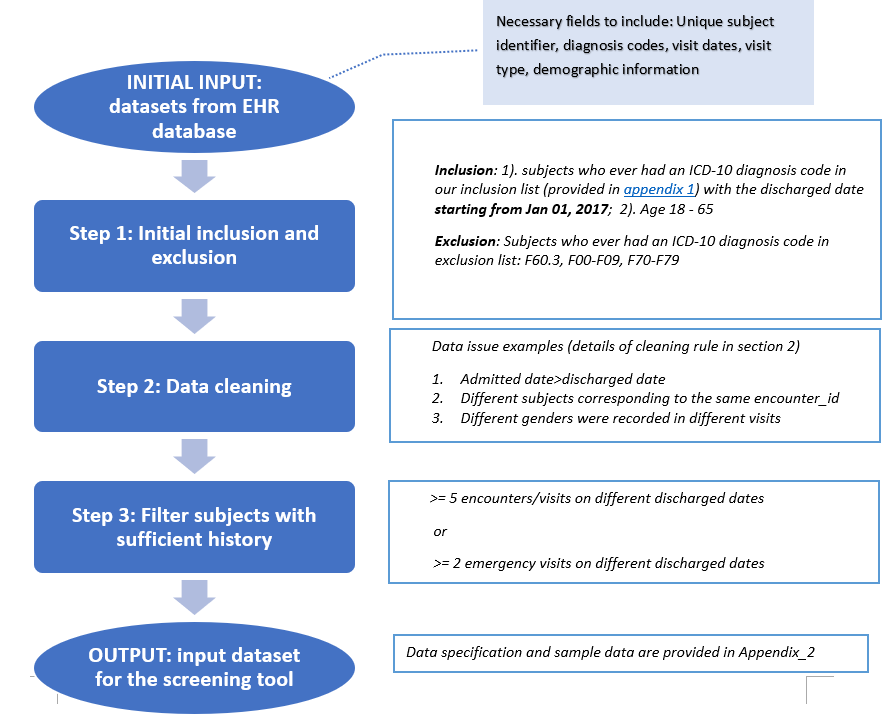 Necessary fields to include: Unique subject
identifier, diagnosis codes, visit dates, visit
type, demographic information
INITIAL INPUT:
datasets from EHR
database
Step 1: Initial inclusion and
exclusion
Inclusion: 1). subjects who ever had an ICD-10 diagnosis code in
our inclusion list (provided in appendix 1) with the discharged date
starting from Jan 01, 2017;  2). Age 18 - 65
Exclusion: Subjects who ever had an ICD-10 diagnosis code in
exclusion list: F60.3, F00-F09, F70-F79
Step 2: Data cleaning
Data issue examples (details of cleaning rule in section 2)
1. Admitted date>discharged date
2. Different subjects corresponding to the same encounter_id
3. Different genders were recorded in different visits
Step 3: Filter subjects with
sufficient history
>= 5 encounters/visits on different discharged dates
or
>= 2 emergency visits on different discharged dates
OUTPUT: input dataset
for the screening tool
Data specification and sample data are provided in Appendix_2